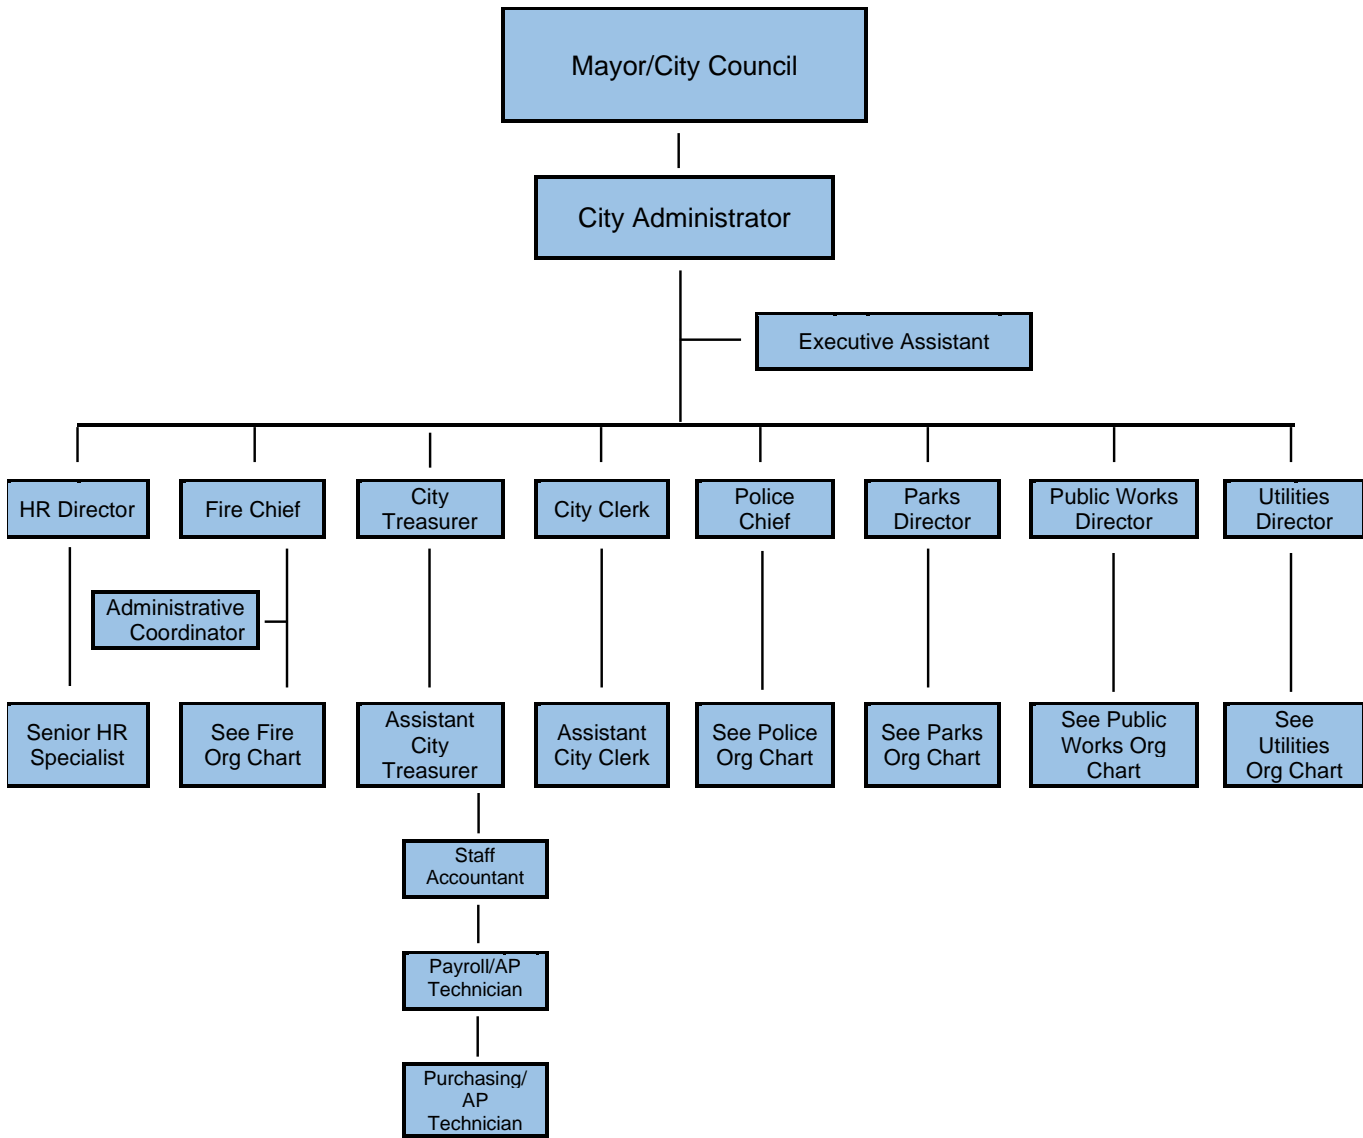 Mayor/City Council
City Administrator
Executive Assistant
HR Director
Fire Chief
City
Treasurer
City Clerk
Police
Chief
Parks
Director
Public Works
Director
Utilities
Director
Administrative
Coordinator
Senior HR
Specialist
See Fire
Org Chart
Assistant
City
Treasurer
Assistant
City Clerk
See Police
Org Chart
See Parks
Org Chart
See Public
Works Org
Chart
See
Utilities
Org Chart
Staff
Accountant
Payroll/AP
Technician
Purchasing/
AP
Technician